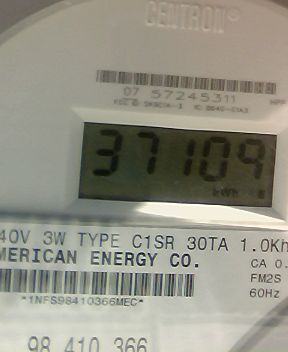 CENTRON®
07 57245311
37109
kWh
40V 3W TYPE C1SR 30TA 1.0Kh
MERICAN ENERGY CO.
CA 0.
FM2S
60Hz
*1NFS98410366MEC*
98 410 366